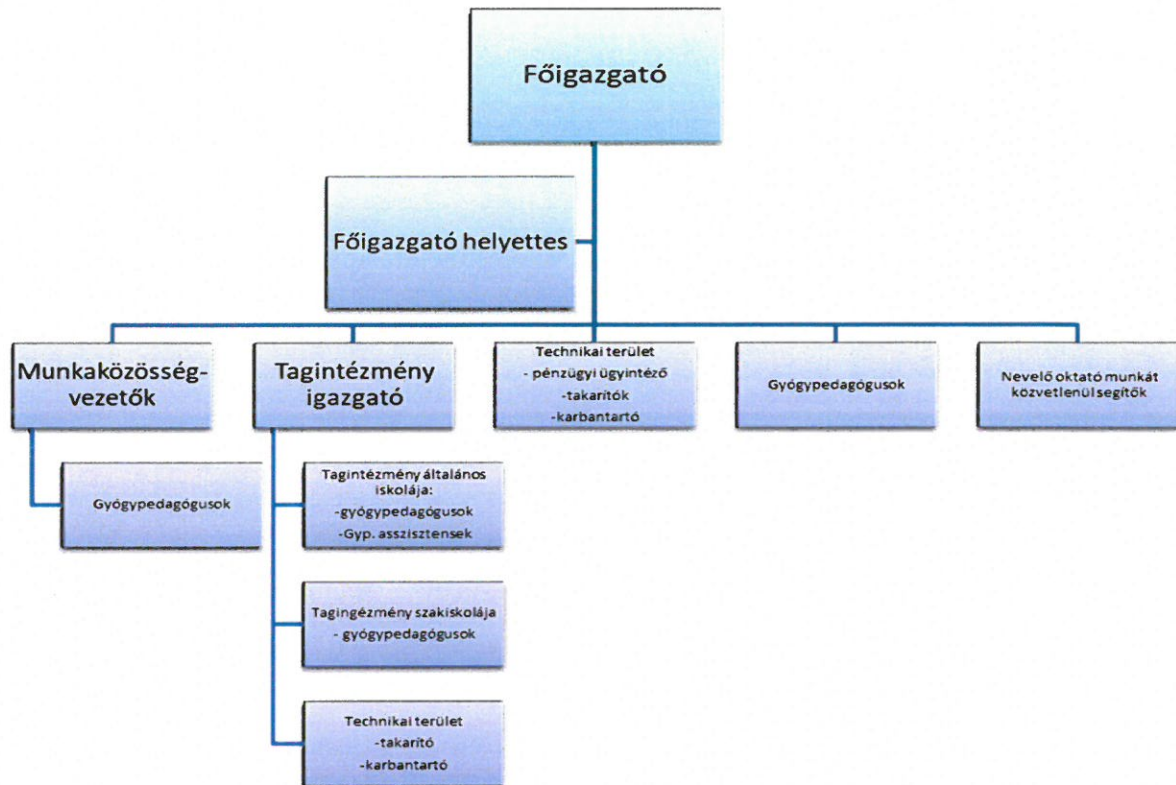 Főigazgató
Főigazgató helyettes
Munkaközösség-
vezetők
Gyógypedagógusok
Tagintézmény
igazgató
Tagintézmény általános
iskolája:
-gyógypedagógusok
-Gyp. asszisztensek
Tagingézmény szakiskolája
- gyógypedagógusok
Technikai terület
-takarító
-karbantartó
Technikai terület
- pénzügyi ügyintéző
-takarítók
-karbantartó
Gyógypedagógusok
Nevelő oktató munkát
közvetlenül segítők